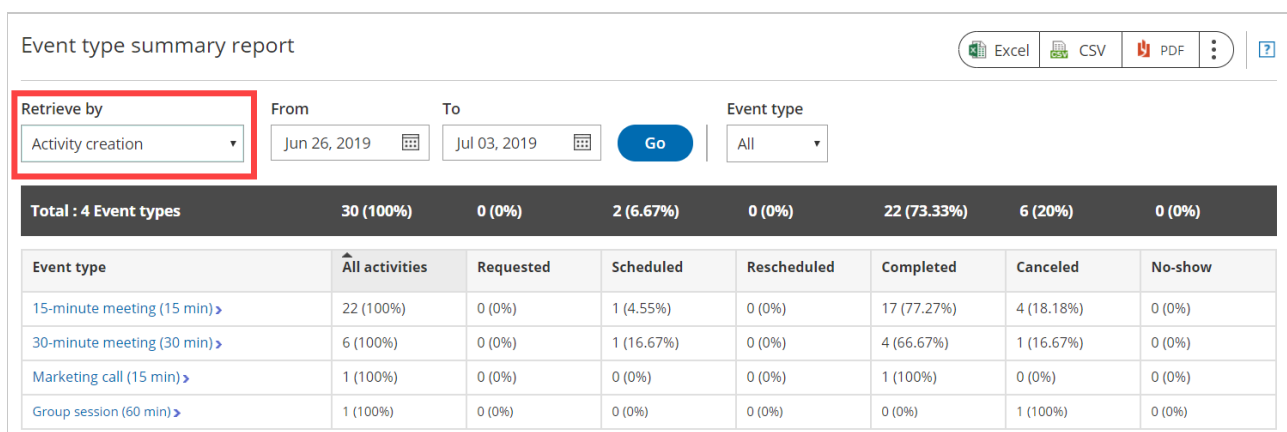 Event type summary report
Excel CSV PDF ?
Retrieve by From To Event type
Activity creation Jun 26, 2019 Jul 03, 2019 Go All
Total : 4 Event types 30 (100%) 0 (0%) 2 (6.67%) 0 (0%) 22 (73.33%) 6 (20%) 0 (0%)
Event type All activities Requested Scheduled Rescheduled Completed Canceled No-show
15-minute meeting (15 min) 22 (100%) 0 (0%) 1 (4.55%) 0 (0%) 17 (77.27%) 4 (18.18%) 0 (0%)
30-minute meeting (30 min) 6 (100%) 0 (0%) 1 (16.67%) 0 (0%) 4 (66.67%) 1 (16.67%) 0 (0%)
Marketing call (15 min) 1 (100%) 0 (0%) 0 (0%) 0 (0%) 1 (100%) 0 (0%) 0 (0%)
Group session (60 min) 1 (100%) 0 (0%) 0 (0%) 0 (0%) 0 (0%) 1 (100%) 0 (0%)